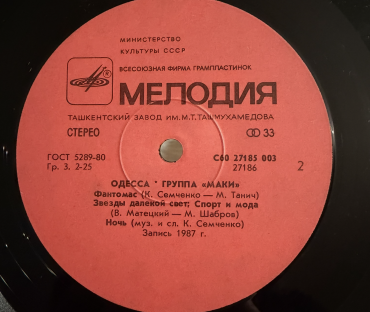 МИНИСТЕРСТВО
КУЛЬТУРЫ СССР
ВСЕСОЮЗНАЯ ФИРМА ГРАМПЛАСТИНОК
МЕЛОДИЯ
ТАШКЕНТСКИЙ ЗАВОД ИМ. М.Т. ТАШМУХАМЕДОВА
СТЕРЕО 33
ГОСТ 5289-80 С60 27185 003
Гр. 3. 2-25 27186 2
ОДЕССА * ГРУППА «МАКИ»
Фантомас (К. Семченко — М. Танич)
Звезды далекой свет; Спорт и мода
(В. Матецкий — М. Шабров)
Ночь (муз. и сл. К. Семченко)
Запись 1987 г.